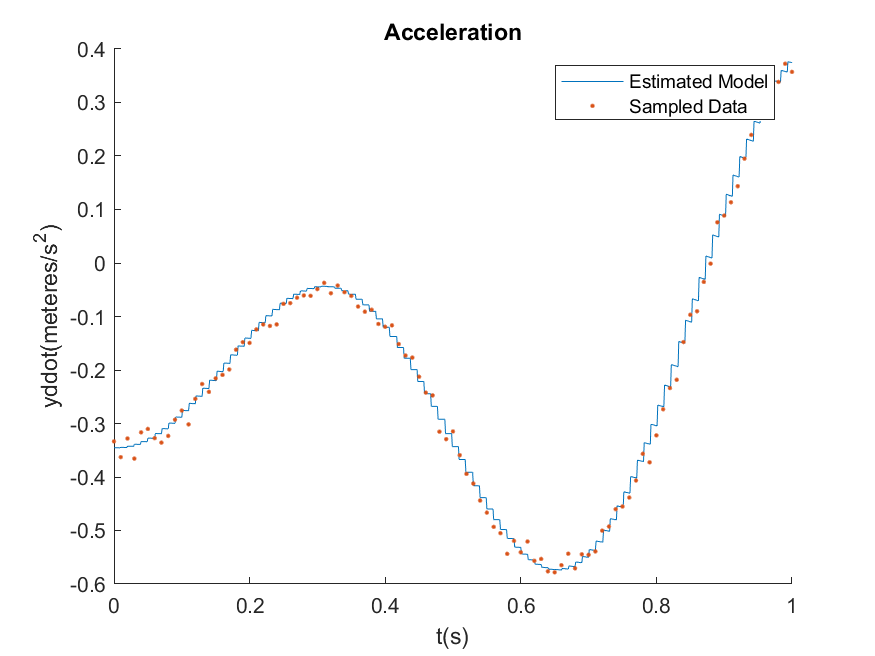 Acceleration
Estimated Model
Sampled Data
yddot(meteres/s^2)
0.4
0.3
0.2
0.1
0
-0.1
-0.2
-0.3
-0.4
-0.5
-0.6
0 0.2 0.4 0.6 0.8 1
t(s)